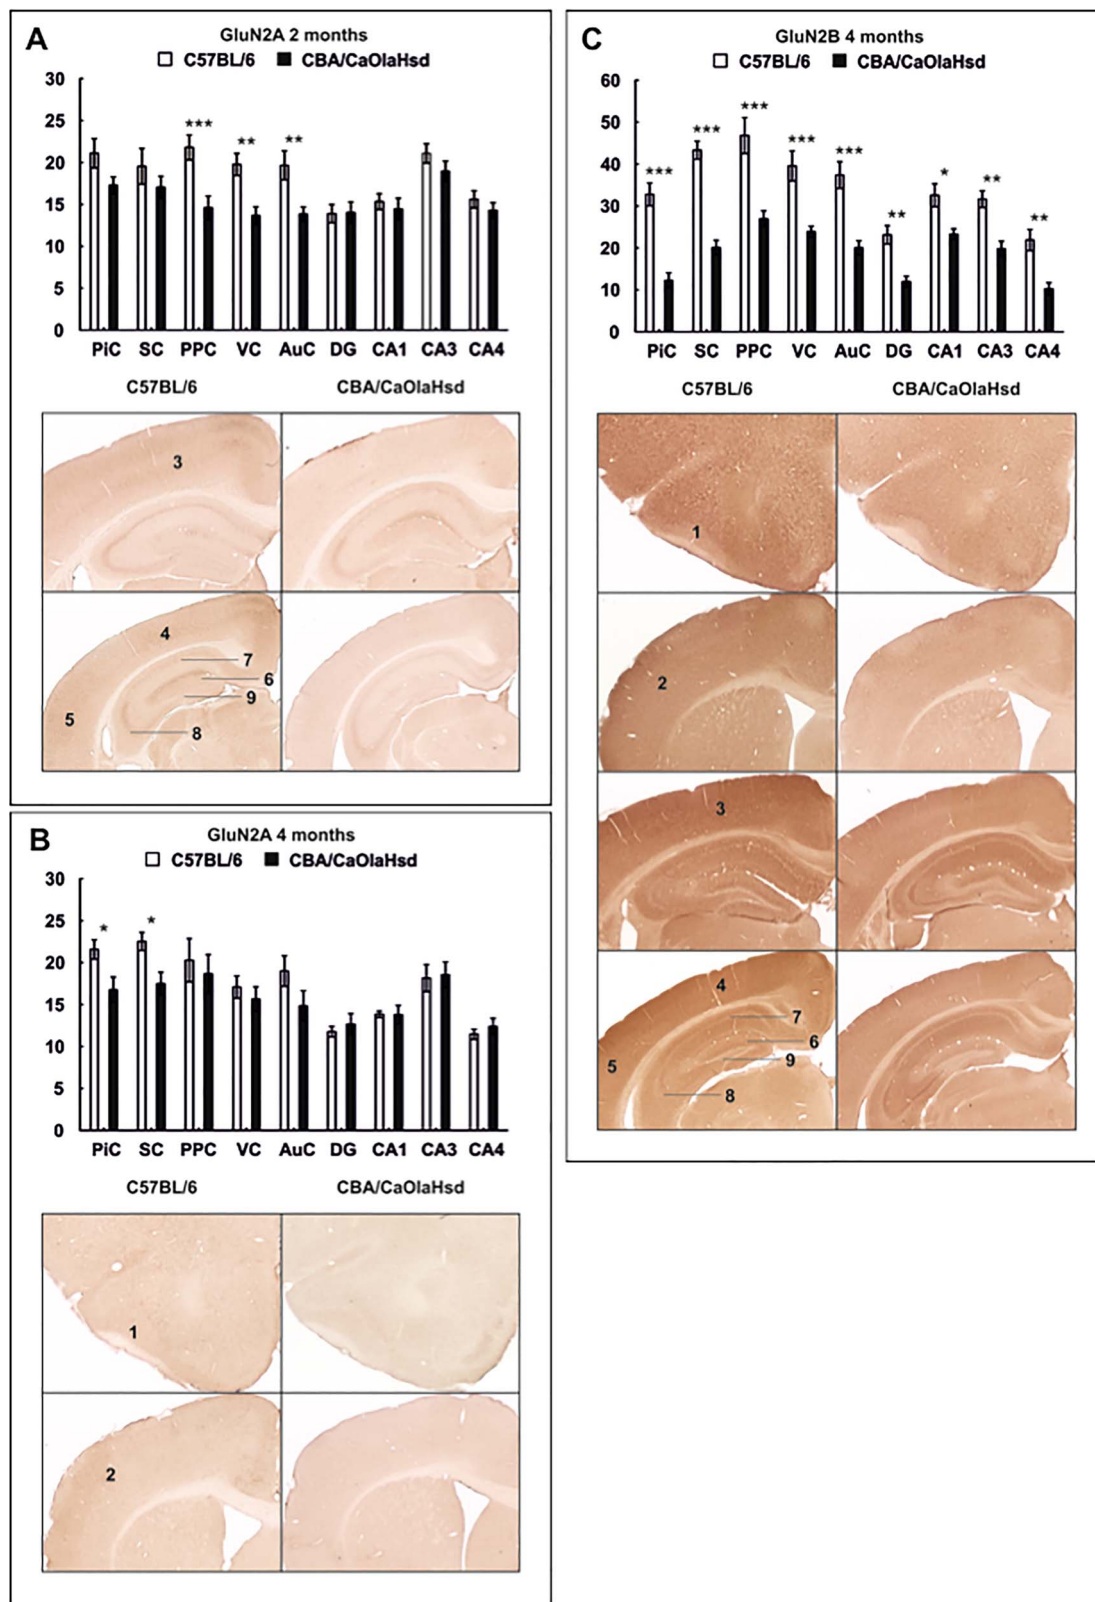 A
GluN2A 2 months
C57BL/6 CBA/CaOlaHsd
30
25
20
15
10
5
0
*** ** **
PiC SC PPC VC AuC DG CA1 CA3 CA4
C57BL/6 CBA/CaOlaHsd
3
4
7
6
9
5
8
B
GluN2A 4 months
C57BL/6 CBA/CaOlaHsd
30
25
20
15
10
5
0
* *
PiC SC PPC VC AuC DG CA1 CA3 CA4
C57BL/6 CBA/CaOlaHsd
1
2
C
GluN2B 4 months
C57BL/6 CBA/CaOlaHsd
60
50
40
30
20
10
0
*** *** *** *** *** ** * ** **
PiC SC PPC VC AuC DG CA1 CA3 CA4
C57BL/6 CBA/CaOlaHsd
1
2
3
4
7
6
9
5
8